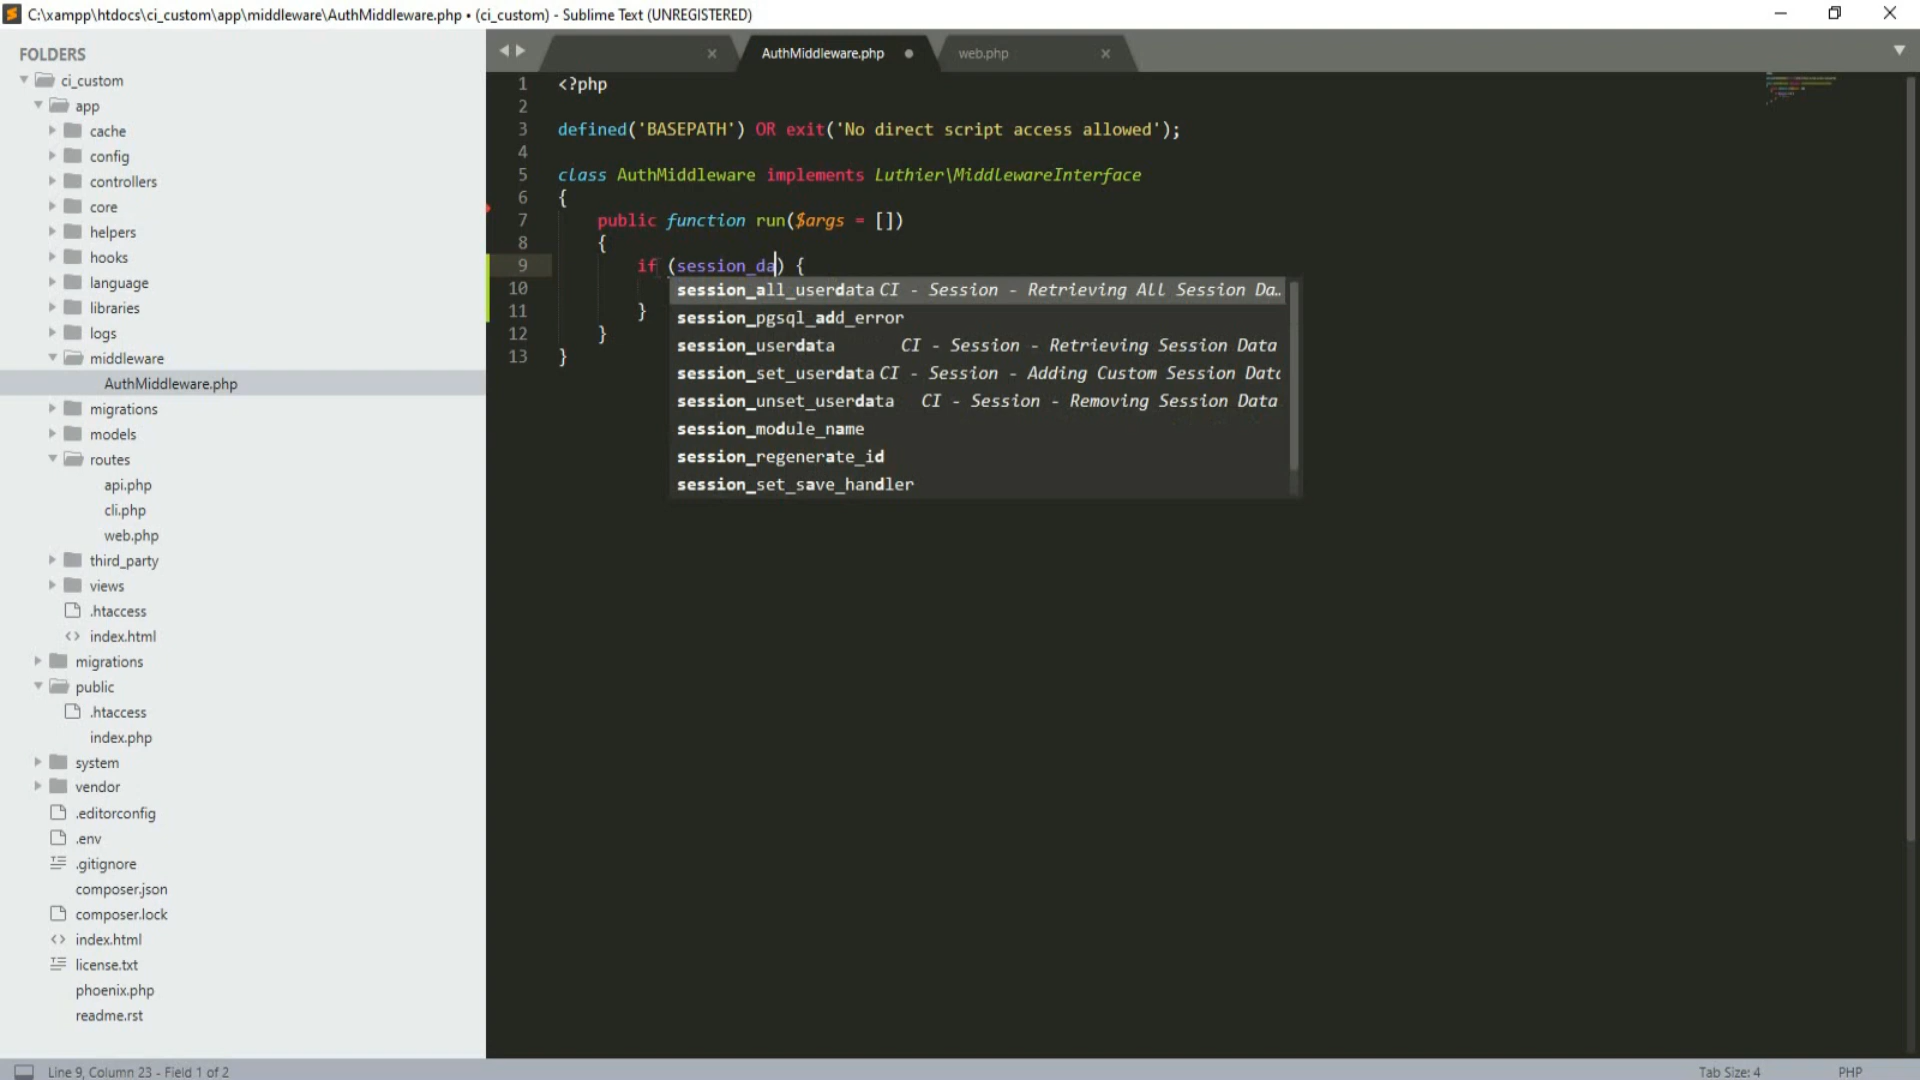 C:\xampp\htdocs\ci_custom\app\middleware\AuthMiddleware.php • (ci_custom) - Sublime Text (UNREGISTERED)
FOLDERS
ci_custom
app
cache
config
controllers
core
helpers
hooks
language
libraries
logs
middleware
AuthMiddleware.php
migrations
models
routes
api.php
cli.php
web.php
third_party
views
.htaccess
index.html
migrations
public
.htaccess
index.php
system
vendor
.editorconfig
.env
.gitignore
composer.json
composer.lock
index.html
license.txt
phoenix.php
readme.rst
AuthMiddleware.php
web.php
1 <?php
2
3 defined('BASEPATH') OR exit('No direct script access allowed');
4
5 class AuthMiddleware implements Luthier\MiddlewareInterface
6 {
7 public function run($args = [])
8 {
9 if (session_da) {
10
11 }
12 }
13 }
session_all_userdata CI - Session - Retrieving All Session Da…
session_pgsql_add_error
session_userdata CI - Session - Retrieving Session Data
session_set_userdata CI - Session - Adding Custom Session Data
session_unset_userdata CI - Session - Removing Session Data
session_module_name
session_regenerate_id
session_set_save_handler
Line 9, Column 23 - Field 1 of 2
Tab Size: 4
PHP